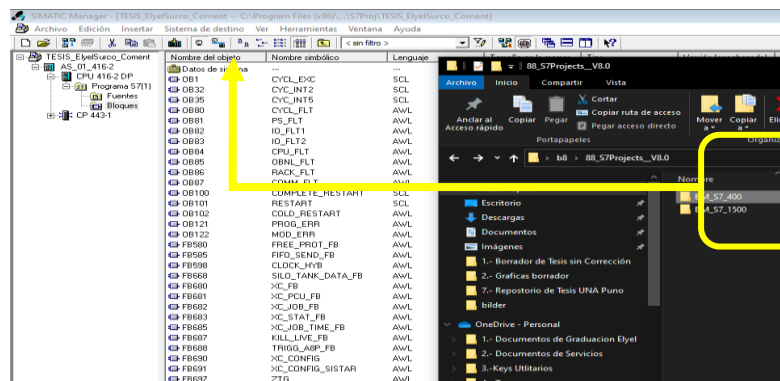 SIMATIC Manager - [TESIS_ElyelSurco_Coment -- C:\Program Files (x86)\...\S7Proj\TESIS_ElyelSurco_Coment]
Archivo Edición Insertar Sistema de destino Ver Herramientas Ventana Ayuda
< sin filtro >
TESIS_ElyelSurco_Coment
AS_01_416-2
CPU 416-2 DP
Programa S7(1)
Fuentes
Bloques
CP 443-1
Nombre del objeto Nombre simbólico Lenguaje
Datos de sistema ... ...
OB1 CYCL_EXC SCL
OB32 CYC_INT2 SCL
OB35 CYC_INT5 SCL
OB80 CYCL_FLT AWL
OB81 PS_FLT AWL
OB82 IO_FLT1 AWL
OB83 IO_FLT2 AWL
OB84 CPU_FLT AWL
OB85 OBNL_FLT AWL
OB86 RACK_FLT AWL
OB87 COMM_FLT AWL
OB100 COMPLETE_RESTART SCL
OB101 RESTART SCL
OB102 COLD_RESTART AWL
OB121 PROG_ERR AWL
OB122 MOD_ERR AWL
FB580 FREE_PROT_FB AWL
FB585 FIFO_SEND_FB AWL
FB598 CLOCK_HYB AWL
FB668 SILO_TANK_DATA_FB AWL
FB680 XC_FB AWL
FB681 XC_PCU_FB AWL
FB682 XC_JOB_FB AWL
FB683 XC_STAT_FB AWL
FB685 XC_JOB_TIME_FB AWL
FB687 KILL_LIVE_FB AWL
FB688 TRIGG_A8P_FB AWL
FB690 XC_CONFIG AWL
FB691 XC_CONFIG_SISTAR AWL
FB697 ZTG AWL
88_S7Projects__V8.0
Archivo Inicio Compartir Vista
Anclar al
Acceso rápido
Copiar
Pegar
Cortar
Copiar ruta de acceso
Pegar acceso directo
Portapapeles
Mover
a
Copiar
a
b8 > 88_S7Projects__V8.0
Nombre
_S7_400
_S7_1500
Escritorio
Descargas
Documentos
Imágenes
1.- Borrador de Tesis sin Corrección
2.- Graficas borrador
7.- Repostorio de Tesis UNA Puno
bilder
OneDrive - Personal
1.- Documentos de Graduacion Elyel
2.- Documentos de Servicios
3.-Keys Utlitarios